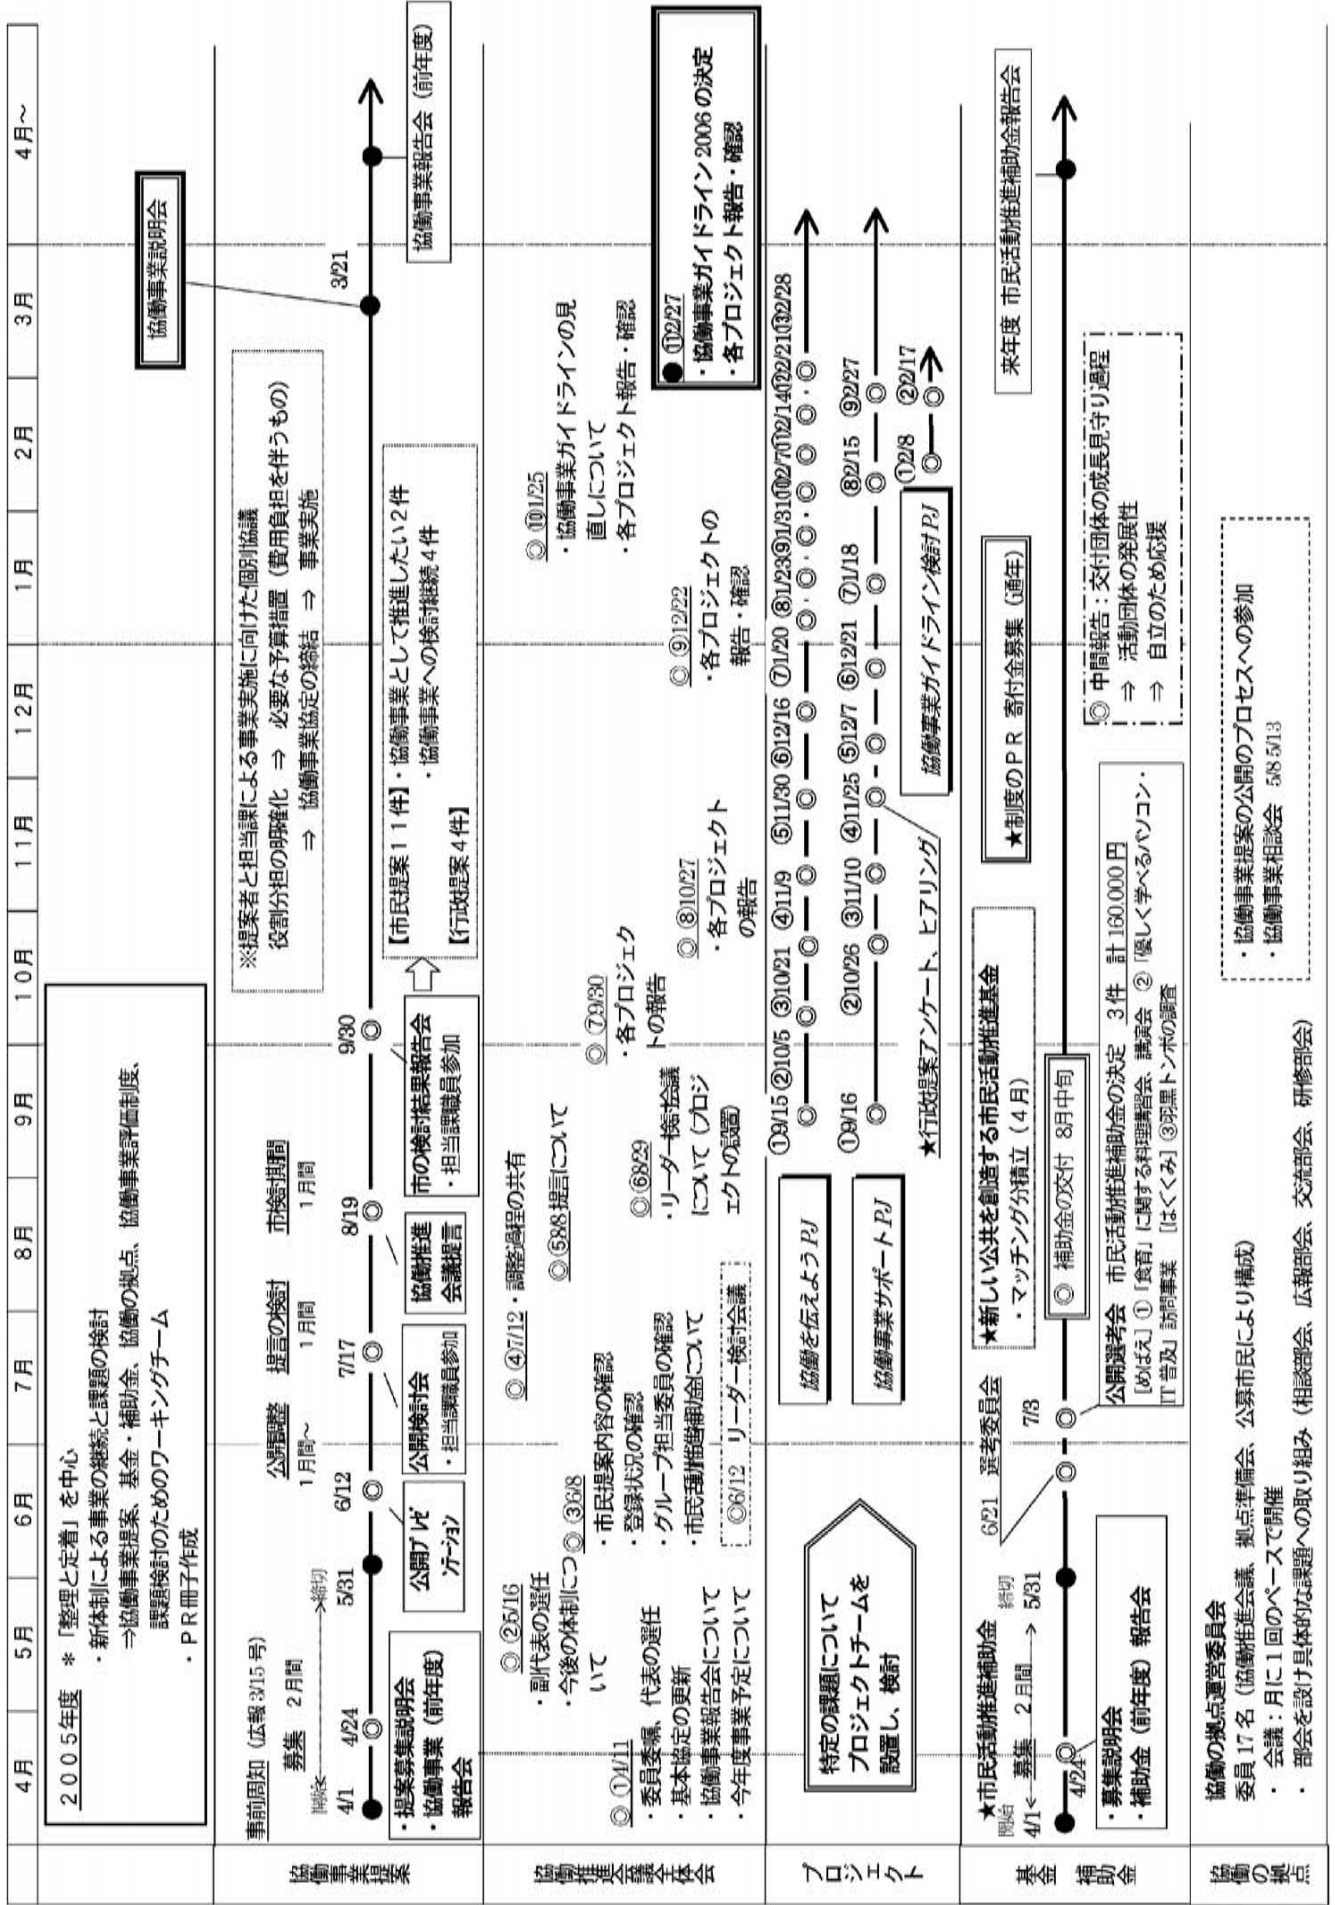 4月
5月
6月
7月
8月
9月
10月
11月
12月
1月
2月
3月
4月～
2005年度 ＊「整理と定着」を中心
・新体制による事業の継続と課題の検討
⇒協働事業提案、基金・補助金、協働の拠点、協働事業評価制度、
課題検討のためのワーキングチーム
・ＰＲ冊子作成
協働事業提案
事前周知（広報3/15号）
募集 2月間
開始<
>締切
4/1
4/24
5/31
6/12
7/17
8/19
9/30
3/21
公開調整
1月間～
提言の検討
1月間
市検討期間
1月間
・提案募集説明会
・協働事業（前年度）
報告会
公開プレゼ
ンテーション
公開検討会
・担当課職員参加
協働推進
会議提言
市の検討結果報告会
・担当課職員参加
※提案者と担当課による事業実施に向けた個別協議
役割分担の明確化 ⇒ 必要な予算措置（費用負担を伴うもの）
⇒ 協働事業協定の締結 ⇒ 事業実施
【市民提案１１件】・協働事業として推進したい２件
・協働事業への検討継続４件
【行政提案４件】
協働事業説明会
協働事業報告会（前年度）
協働推進会議全体会
◎①4/11
・委員委嘱、代表の選任
・基本協定の更新
・協働事業報告会について
・今年度事業予定について
◎②5/16
・副代表の選任
・今後の体制につ
いて
◎③6/8
・市民提案内容の確認
・登録状況の確認
・グループ担当委員の確認
・市民活動推進補助金について
◎6/12 リーダー検討会議
◎④7/12・調整過程の共有
◎⑤8/8提言について
◎⑥8/29
・リーダー検討会議
について（プロジ
ェクトの設置）
◎⑦9/30
・各プロジェク
トの報告
◎⑧10/27
・各プロジェクト
の報告
◎⑨12/22
・各プロジェクトの
報告・確認
◎⑩1/25
・協働事業ガイドラインの見
直しについて
・各プロジェクト報告・確認
●⑪2/27
・協働事業ガイドライン2006の決定
・各プロジェクト報告・確認
プロジェクト
特定の課題について
プロジェクトチームを
設置し、検討
協働を伝えようPJ
①9/15②10/5 ③10/21 ④11/9 ⑤11/30⑥12/16 ⑦1/20 ⑧1/23⑨1/31⑩2/7⑪2/14⑫2/21⑬2/28
協働事業サポートPJ
①9/16 ②10/26 ③11/10 ④11/25 ⑤12/7 ⑥12/21 ⑦1/18 ⑧2/15 ⑨2/27
★行政提案アンケート、ヒアリング
協働事業ガイドライン検討PJ
①2/8 ②2/17
基金補助金
★市民活動推進補助金
開始
締切
4/1<
募集 2月間
> 5/31
4/24
・募集説明会
・補助金（前年度）報告会
6/21 選考委員会
7/3
★新しい公共を創造する市民活動推進基金
・マッチング分積立（４月）
◎ 補助金の交付 8月中旬
公開選考会 市民活動推進補助金の決定 3件 計160,000円
[めばえ]①「食育」に関する料理講習会、講演会 ②「優しく学べるパソコン・
IT普及」訪問事業 [はぐくみ]③羽黒トンボの調査
★制度のＰＲ 寄付金募集（通年）
◎中間報告：交付団体の成長見守り過程
⇒ 活動団体の発展性
⇒ 自立のため応援
来年度 市民活動推進補助金報告会
協働の拠点
協働の拠点運営委員会
委員17名（協働推進会議、拠点準備会、公募市民により構成）
・会議：月に1回のペースで開催
・部会を設け具体的な課題への取り組み（相談部会、広報部会、交流部会、研修部会）
・協働事業提案の公開のプロセスへの参加
・協働事業相談会 5/8 5/13